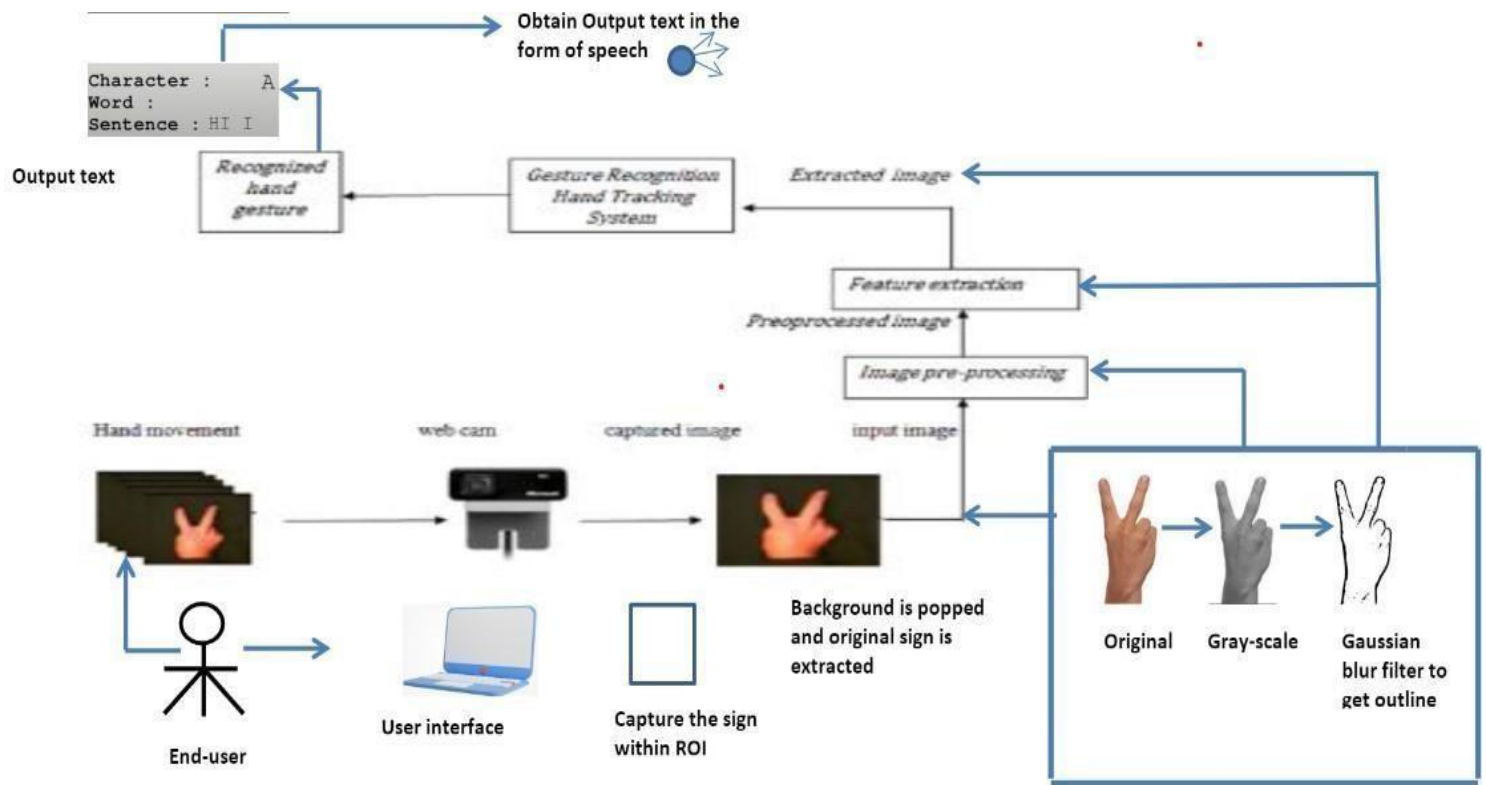 Obtain Output text in the
form of speech
Character : A
Word :
Sentence : HI I
Output text
Recognized
hand
gesture
Gesture Recognition
Hand Tracking
System
Extracted image
Feature extraction
Preoprocessed image
Image pre-processing
Hand movement
web cam
captured image
input image
Background is popped
and original sign is
extracted
Original
Gray-scale
Gaussian
blur filter to
get outline
User interface
Capture the sign
within ROI
End-user